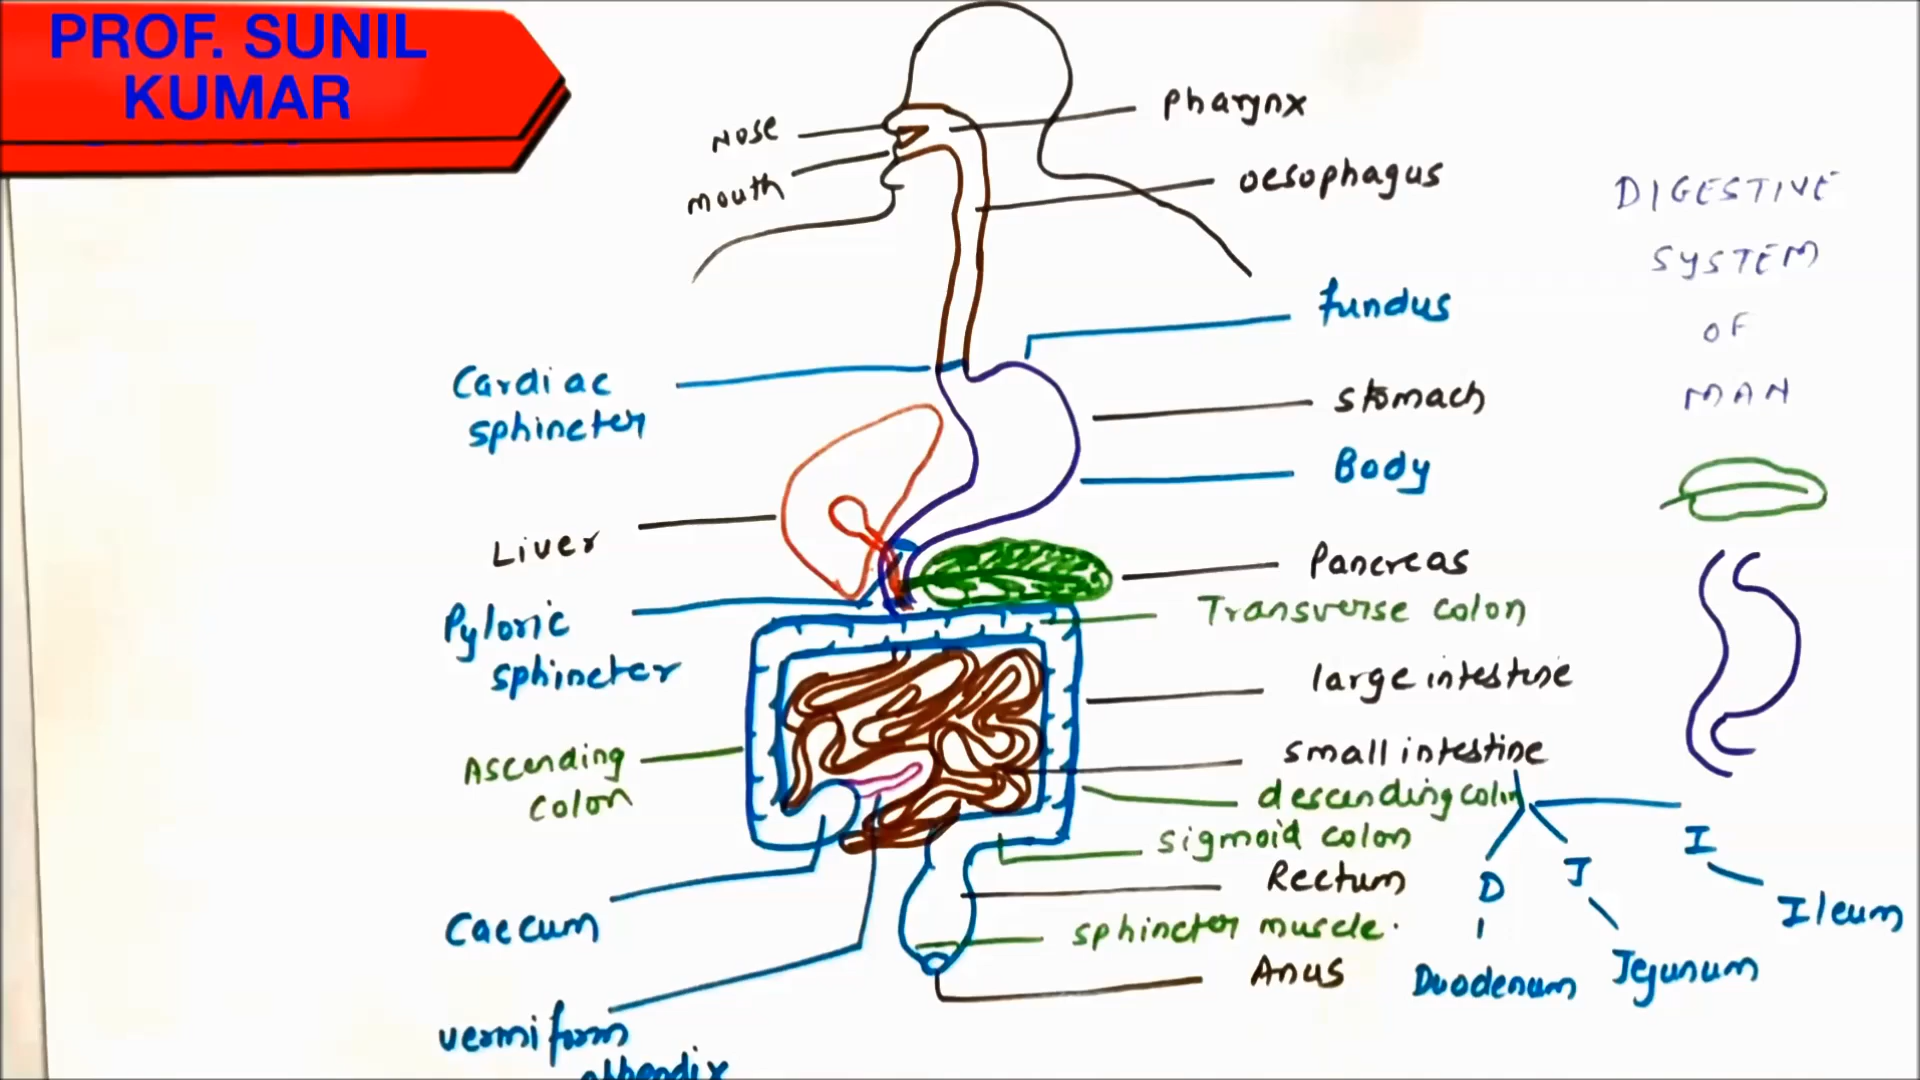 PROF. SUNIL
KUMAR
Nose
mouth
Pharynx
oesophagus
DIGESTIVE
SYSTEM
OF
MAN
fundus
Cardiac
sphincter
stomach
Body
Liver
Pancreas
Transverse colon
Pyloric
sphincter
large intestine
small intestine
Ascending
colon
descending colon
sigmoid colon
Rectum
sphincter muscle.
Anus
D
J
I
Duodenum
Jejunum
Ileum
Caecum
vermiform
appendix